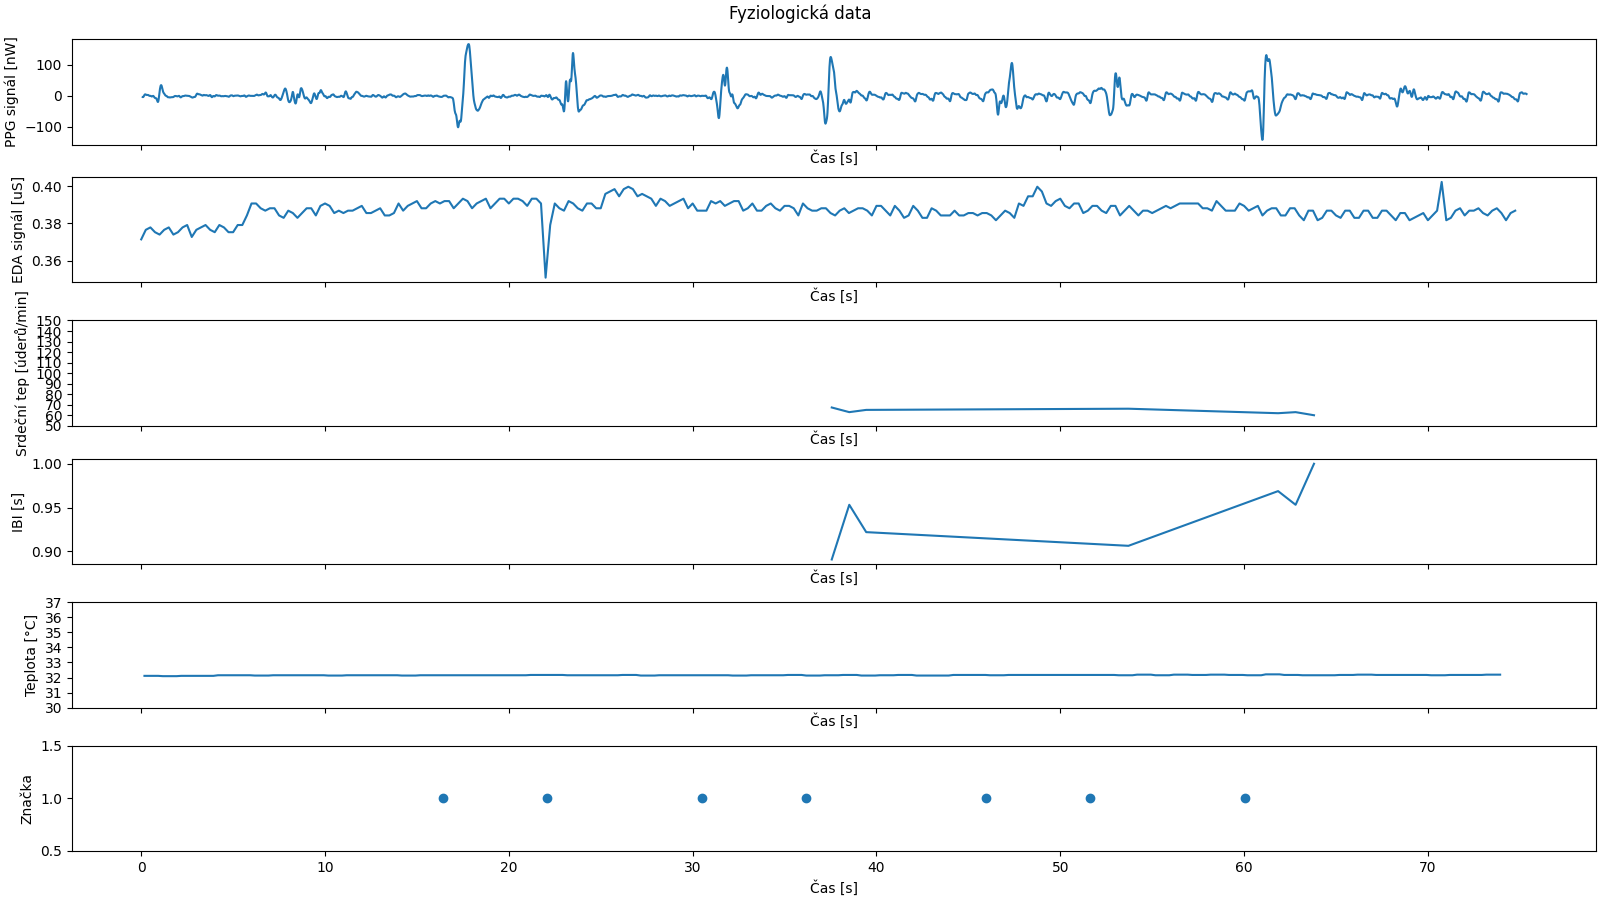 Fyziologická data
PPG signál [nW]
100
0
−100
Čas [s]
EDA signál [uS]
0.40
0.38
0.36
Čas [s]
Srdeční tep [úderů/min]
150
140
130
120
110
100
90
80
70
60
50
Čas [s]
IBI [s]
1.00
0.95
0.90
Čas [s]
Teplota [°C]
37
36
35
34
33
32
31
30
Čas [s]
Značka
1.5
1.0
0.5
0 10 20 30 40 50 60 70
Čas [s]